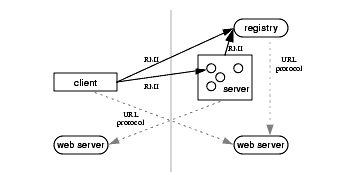 registry
RMI
RMI
URL
protocol
client
RMI
server
URL
protocol
web server
web server